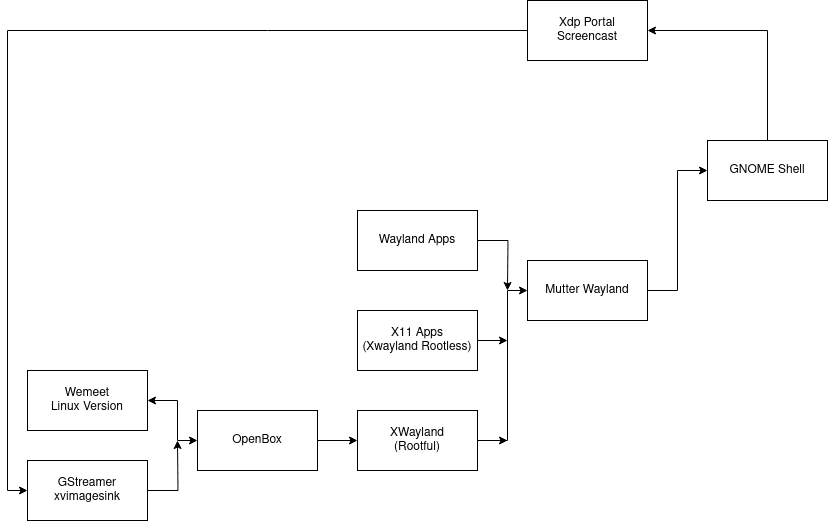 Xdp Portal
Screencast
GNOME Shell
Wayland Apps
Mutter Wayland
X11 Apps
(Xwayland Rootless)
Wemeet
Linux Version
OpenBox
XWayland
(Rootful)
GStreamer
xvimagesink